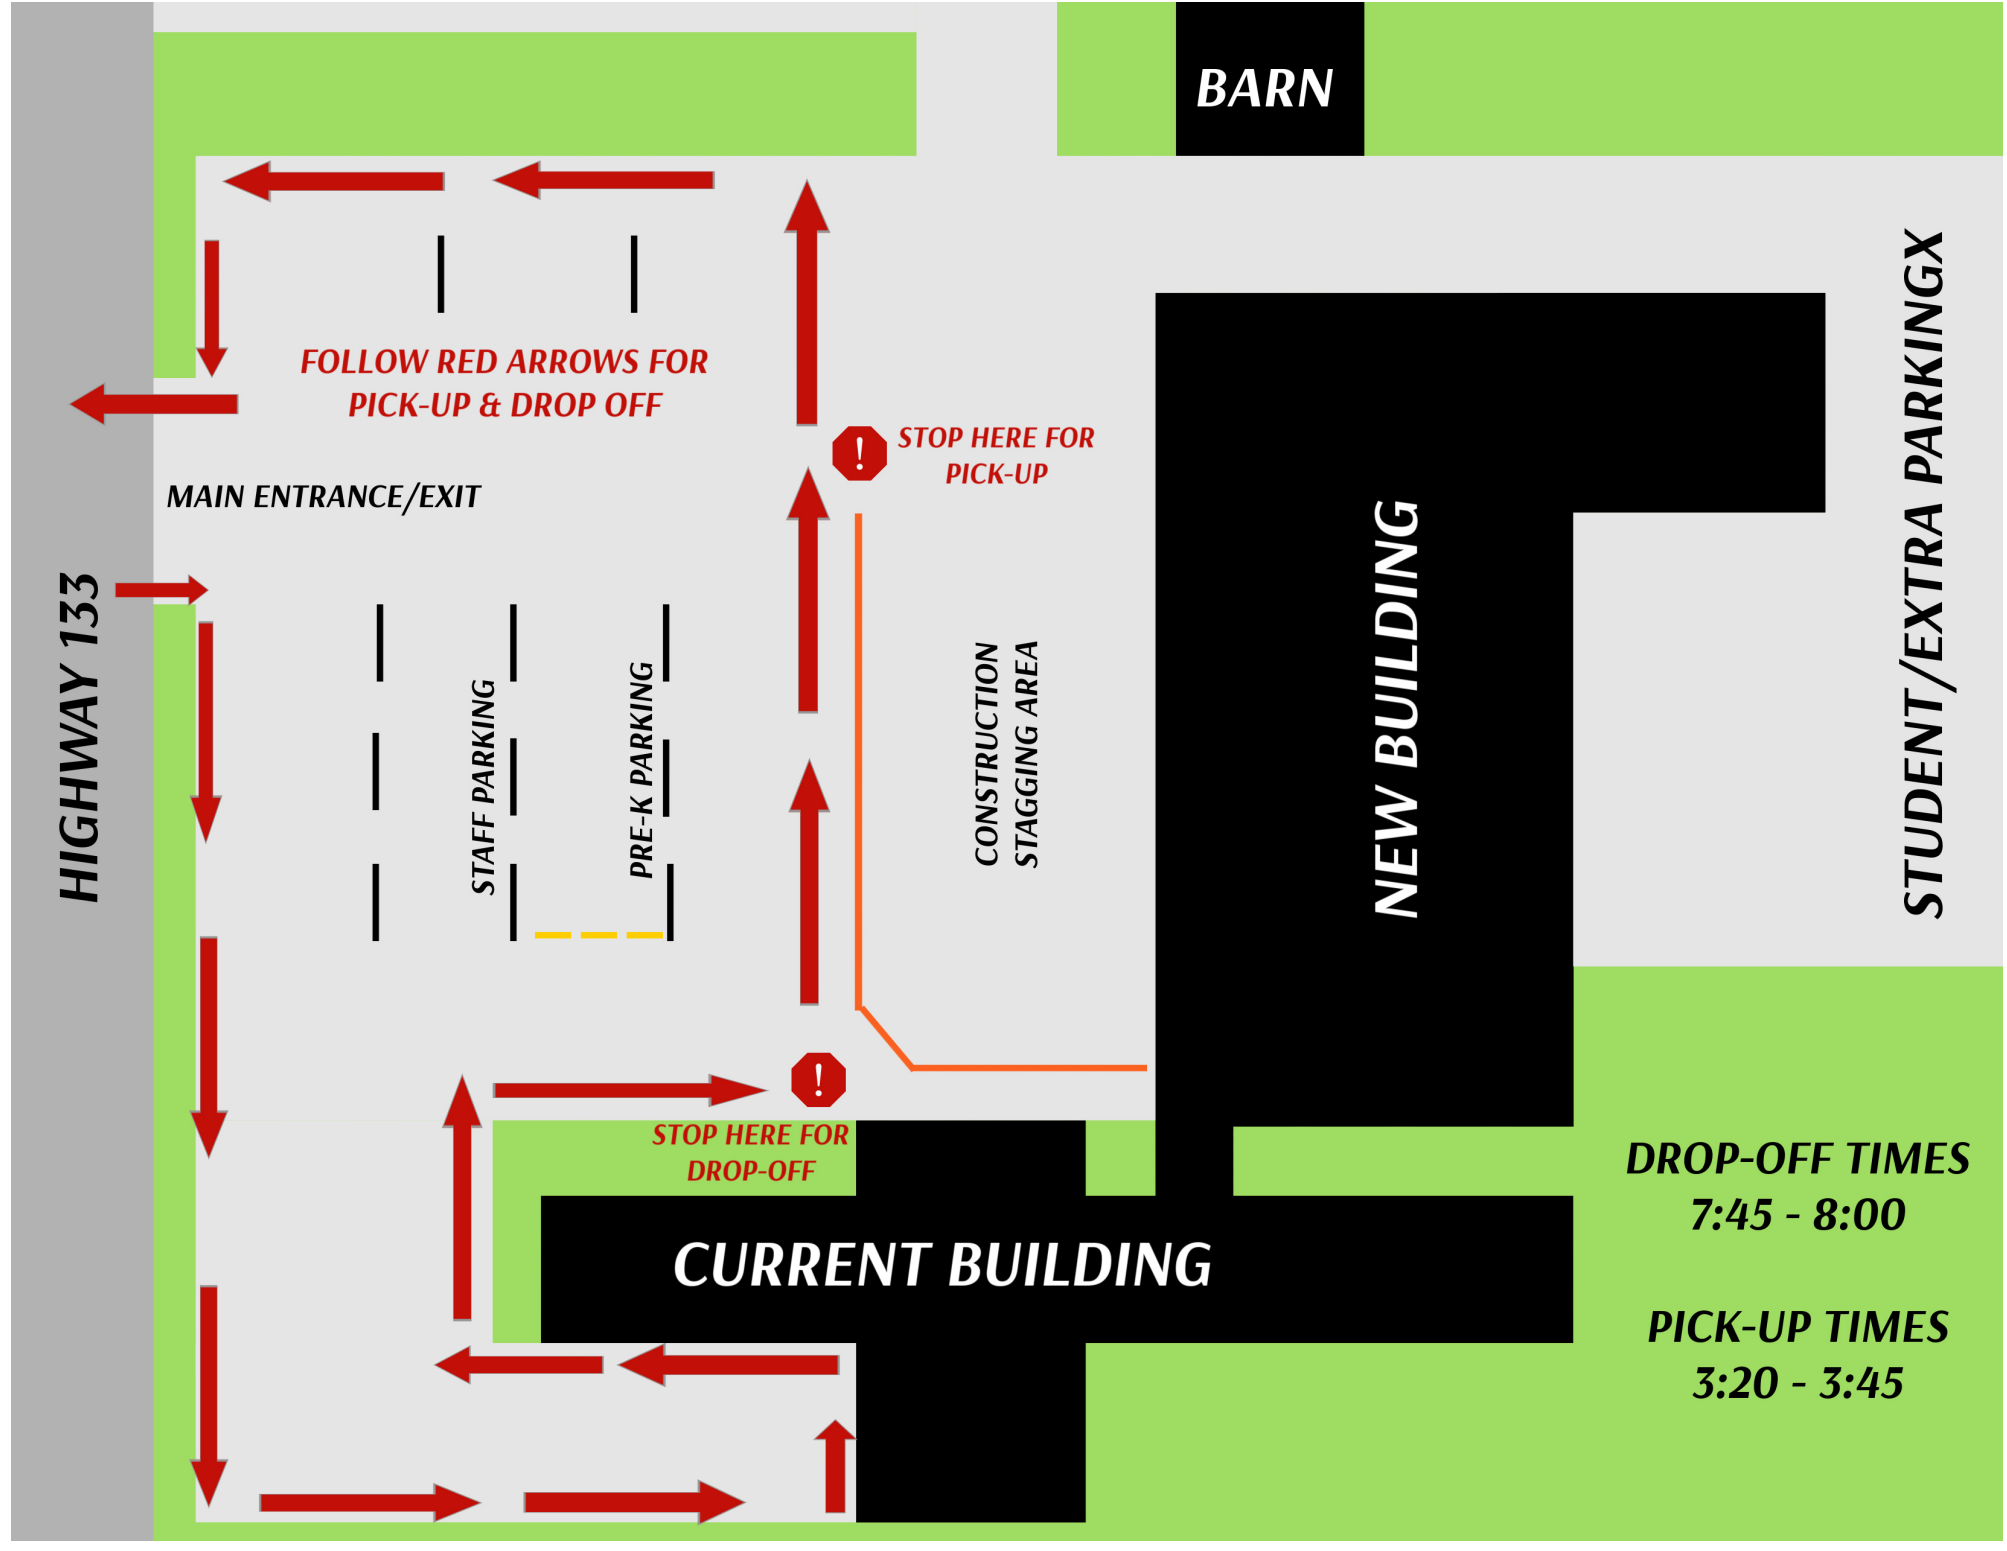 BARN
FOLLOW RED ARROWS FOR
PICK-UP & DROP OFF
STOP HERE FOR
PICK-UP
MAIN ENTRANCE/EXIT
HIGHWAY 133
STAFF PARKING
PRE-K PARKING
CONSTRUCTION
STAGGING AREA
NEW BUILDING
STUDENT/EXTRA PARKINGX
STOP HERE FOR
DROP-OFF
CURRENT BUILDING
DROP-OFF TIMES
7:45 - 8:00
PICK-UP TIMES
3:20 - 3:45
!
!